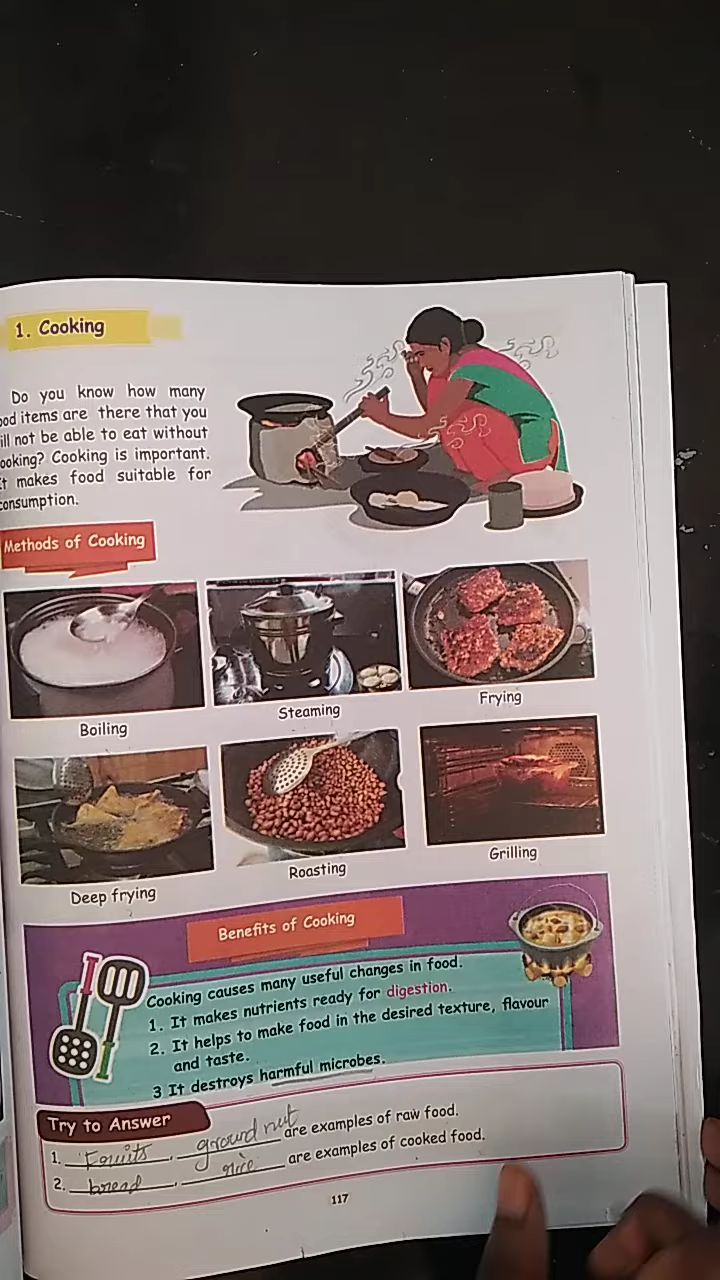 1. Cooking
Do you know how many
ood items are there that you
ill not be able to eat without
ooking? Cooking is important.
t makes food suitable for
consumption.
Methods of Cooking
Boiling
Steaming
Frying
Deep frying
Roasting
Grilling
Benefits of Cooking
Cooking causes many useful changes in food.
1. It makes nutrients ready for digestion.
2. It helps to make food in the desired texture, flavour
and taste.
3 It destroys harmful microbes.
Try to Answer
1. Fruits, ground nut are examples of raw food.
2. bread, rice are examples of cooked food.
117